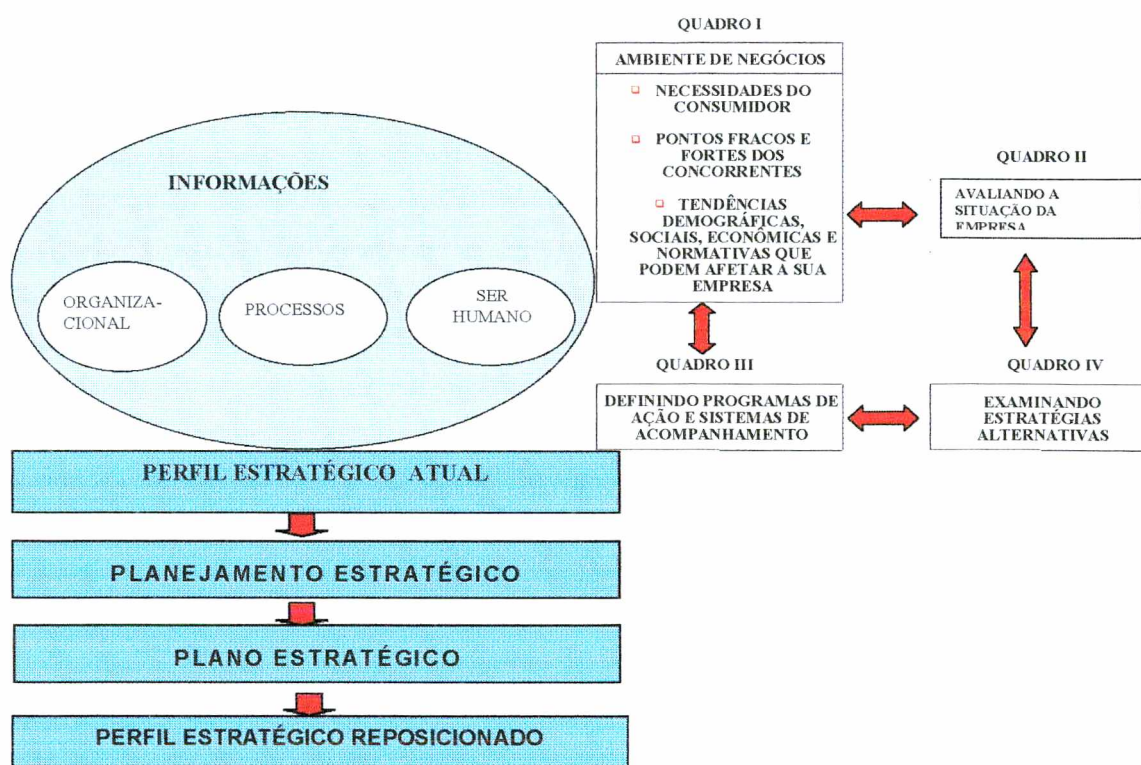 QUADRO I
AMBIENTE DE NEGÓCIOS
NECESSIDADES DO
CONSUMIDOR
PONTOS FRACOS E
FORTES DOS
CONCORRENTES
TENDÊNCIAS
DEMOGRÁFICAS,
SOCIAIS, ECONÔMICAS E
NORMATIVAS QUE
PODEM AFETAR A SUA
EMPRESA
QUADRO II
AVALIANDO A
SITUAÇÃO DA
EMPRESA
INFORMAÇÕES
ORGANIZA-
CIONAL
PROCESSOS
SER
HUMANO
QUADRO III
DEFININDO PROGRAMAS DE
AÇÃO E SISTEMAS DE
ACOMPANHAMENTO
QUADRO IV
EXAMINANDO
ESTRATÉGIAS
ALTERNATIVAS
PERFIL ESTRATÉGICO ATUAL
PLANEJAMENTO ESTRATÉGICO
PLANO ESTRATÉGICO
PERFIL ESTRATÉGICO REPOSICIONADO